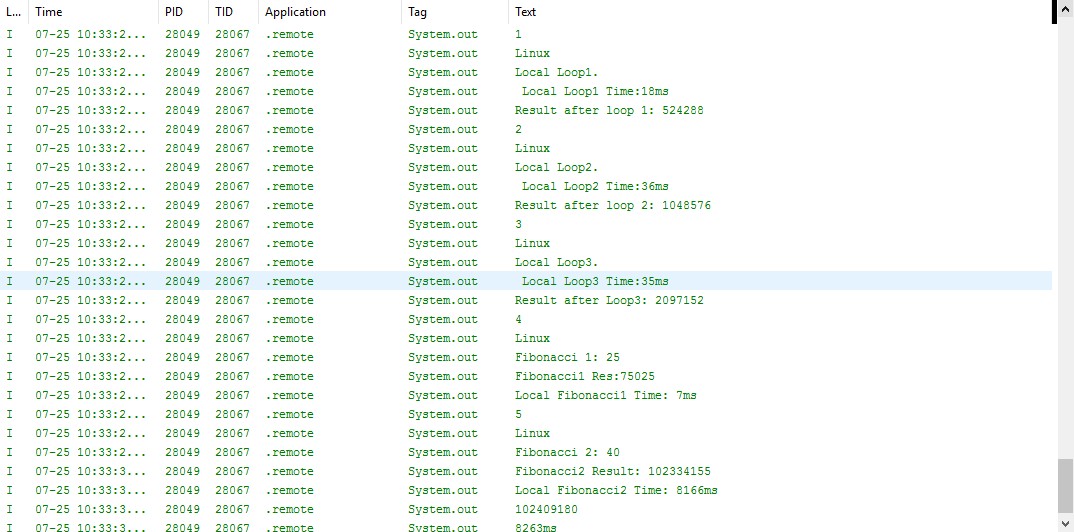 L... Time PID TID Application Tag Text
I 07-25 10:33:2... 28049 28067 .remote System.out 1
I 07-25 10:33:2... 28049 28067 .remote System.out Linux
I 07-25 10:33:2... 28049 28067 .remote System.out Local Loop1.
I 07-25 10:33:2... 28049 28067 .remote System.out Local Loop1 Time:18ms
I 07-25 10:33:2... 28049 28067 .remote System.out Result after loop 1: 524288
I 07-25 10:33:2... 28049 28067 .remote System.out 2
I 07-25 10:33:2... 28049 28067 .remote System.out Linux
I 07-25 10:33:2... 28049 28067 .remote System.out Local Loop2.
I 07-25 10:33:2... 28049 28067 .remote System.out Local Loop2 Time:36ms
I 07-25 10:33:2... 28049 28067 .remote System.out Result after loop 2: 1048576
I 07-25 10:33:2... 28049 28067 .remote System.out 3
I 07-25 10:33:2... 28049 28067 .remote System.out Linux
I 07-25 10:33:2... 28049 28067 .remote System.out Local Loop3.
I 07-25 10:33:2... 28049 28067 .remote System.out Local Loop3 Time:35ms
I 07-25 10:33:2... 28049 28067 .remote System.out Result after Loop3: 2097152
I 07-25 10:33:2... 28049 28067 .remote System.out 4
I 07-25 10:33:2... 28049 28067 .remote System.out Linux
I 07-25 10:33:2... 28049 28067 .remote System.out Fibonacci 1: 25
I 07-25 10:33:2... 28049 28067 .remote System.out Fibonacci1 Res:75025
I 07-25 10:33:2... 28049 28067 .remote System.out Local Fibonacci1 Time: 7ms
I 07-25 10:33:2... 28049 28067 .remote System.out 5
I 07-25 10:33:2... 28049 28067 .remote System.out Linux
I 07-25 10:33:2... 28049 28067 .remote System.out Fibonacci 2: 40
I 07-25 10:33:3... 28049 28067 .remote System.out Fibonacci2 Result: 102334155
I 07-25 10:33:3... 28049 28067 .remote System.out Local Fibonacci2 Time: 8166ms
I 07-25 10:33:3... 28049 28067 .remote System.out 102409180
I 07-25 10:33:3... 28049 28067 .remote System.out 8263ms